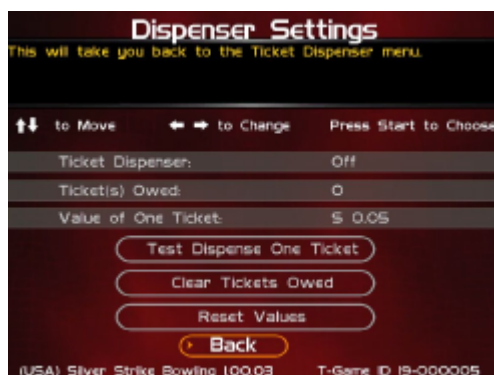 Dispenser Settings
This will take you back to the Ticket Dispenser menu.
to Move to Change Press Start to Choose
Ticket Dispenser: Off
Ticket(s) Owed: 0
Value of One Ticket: $ 0.05
Test Dispense One Ticket
Clear Tickets Owed
Reset Values
Back
(USA) Silver Strike Bowling 1.00.03 T-Game ID 19-000005